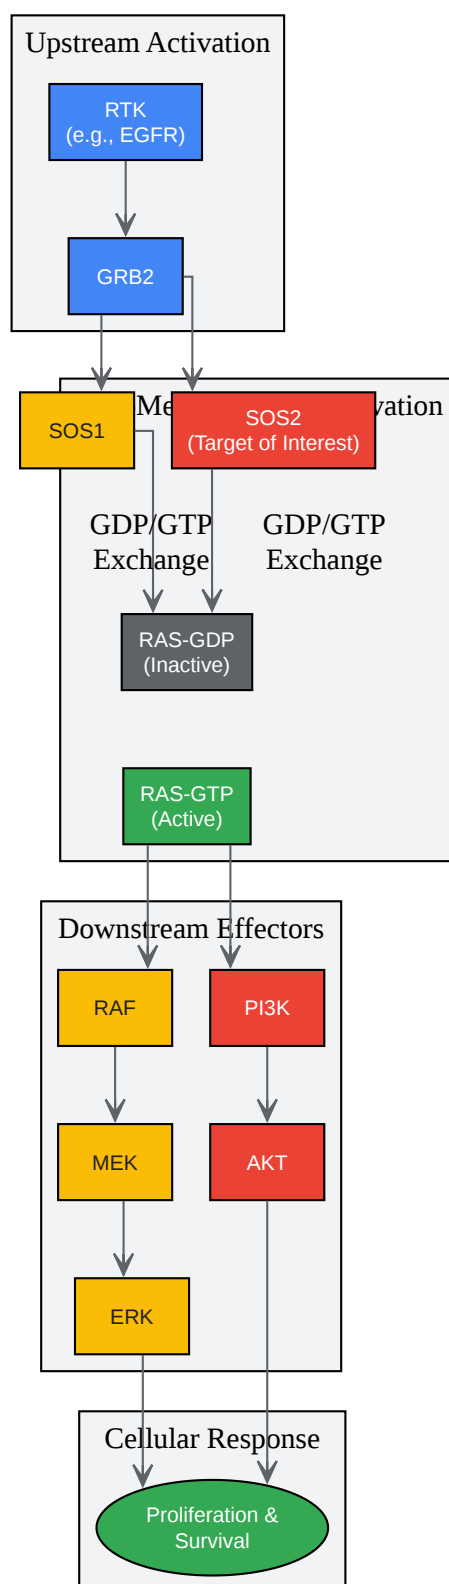 Upstream Activation
RTK
(e.g., EGFR)
GRB2
Me
vation
SOS1
SOS2
(Target of Interest)
GDP/GTP
Exchange
GDP/GTP
Exchange
RAS-GDP
(Inactive)
RAS-GTP
(Active)
Downstream Effectors
RAF
PI3K
MEK
AKT
ERK
Cellular Response
Proliferation &
Survival